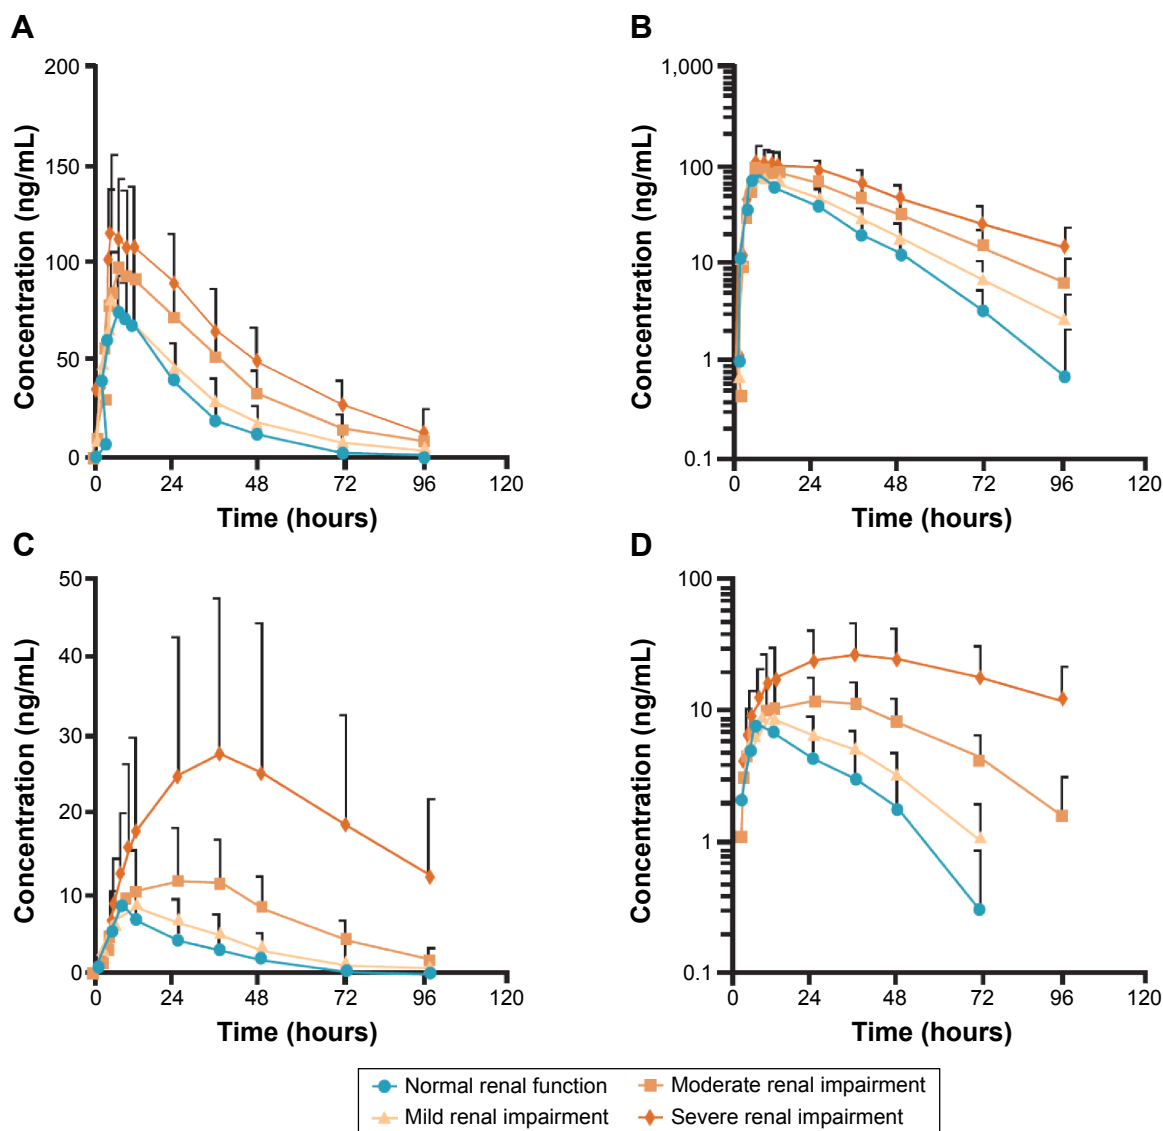 A
200
150
100
50
0
Concentration (ng/mL)
0 24 48 72 96 120
Time (hours)
B
1,000
100
10
1
0.1
Concentration (ng/mL)
0 24 48 72 96 120
Time (hours)
C
50
40
30
20
10
0
Concentration (ng/mL)
0 24 48 72 96 120
Time (hours)
D
100
10
1
0.1
Concentration (ng/mL)
0 24 48 72 96 120
Time (hours)
Normal renal function Moderate renal impairment
Mild renal impairment Severe renal impairment